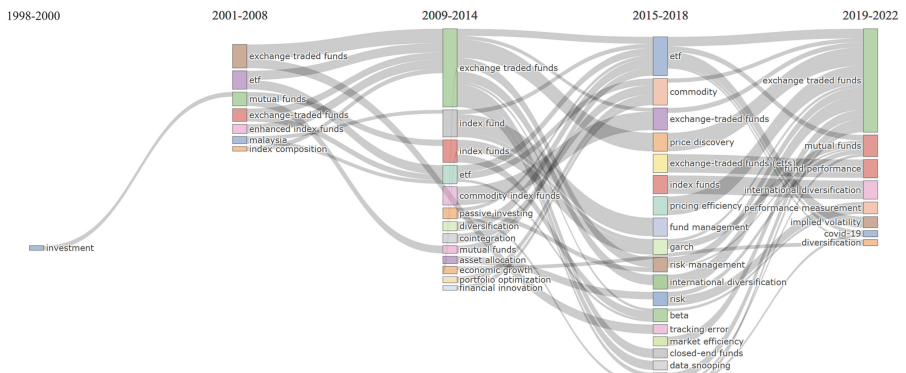 1998-2000
2001-2008
2009-2014
2015-2018
2019-2022
investment
exchange-traded funds
etf
mutual funds
exchange-traded funds
enhanced index funds
malaysia
index composition
exchange traded funds
index fund
index funds
etf
commodity index funds
passive investing
diversification
cointegration
mutual funds
asset allocation
economic growth
portfolio optimization
financial innovation
etf
commodity
exchange-traded funds
price discovery
exchange-traded funds (etfs)
index funds
pricing efficiency
fund management
garch
risk management
international diversification
risk
beta
tracking error
market efficiency
closed-end funds
data snooping
exchange traded funds
mutual funds
fund performance
international diversification
performance measurement
implied volatility
covid-19
diversification